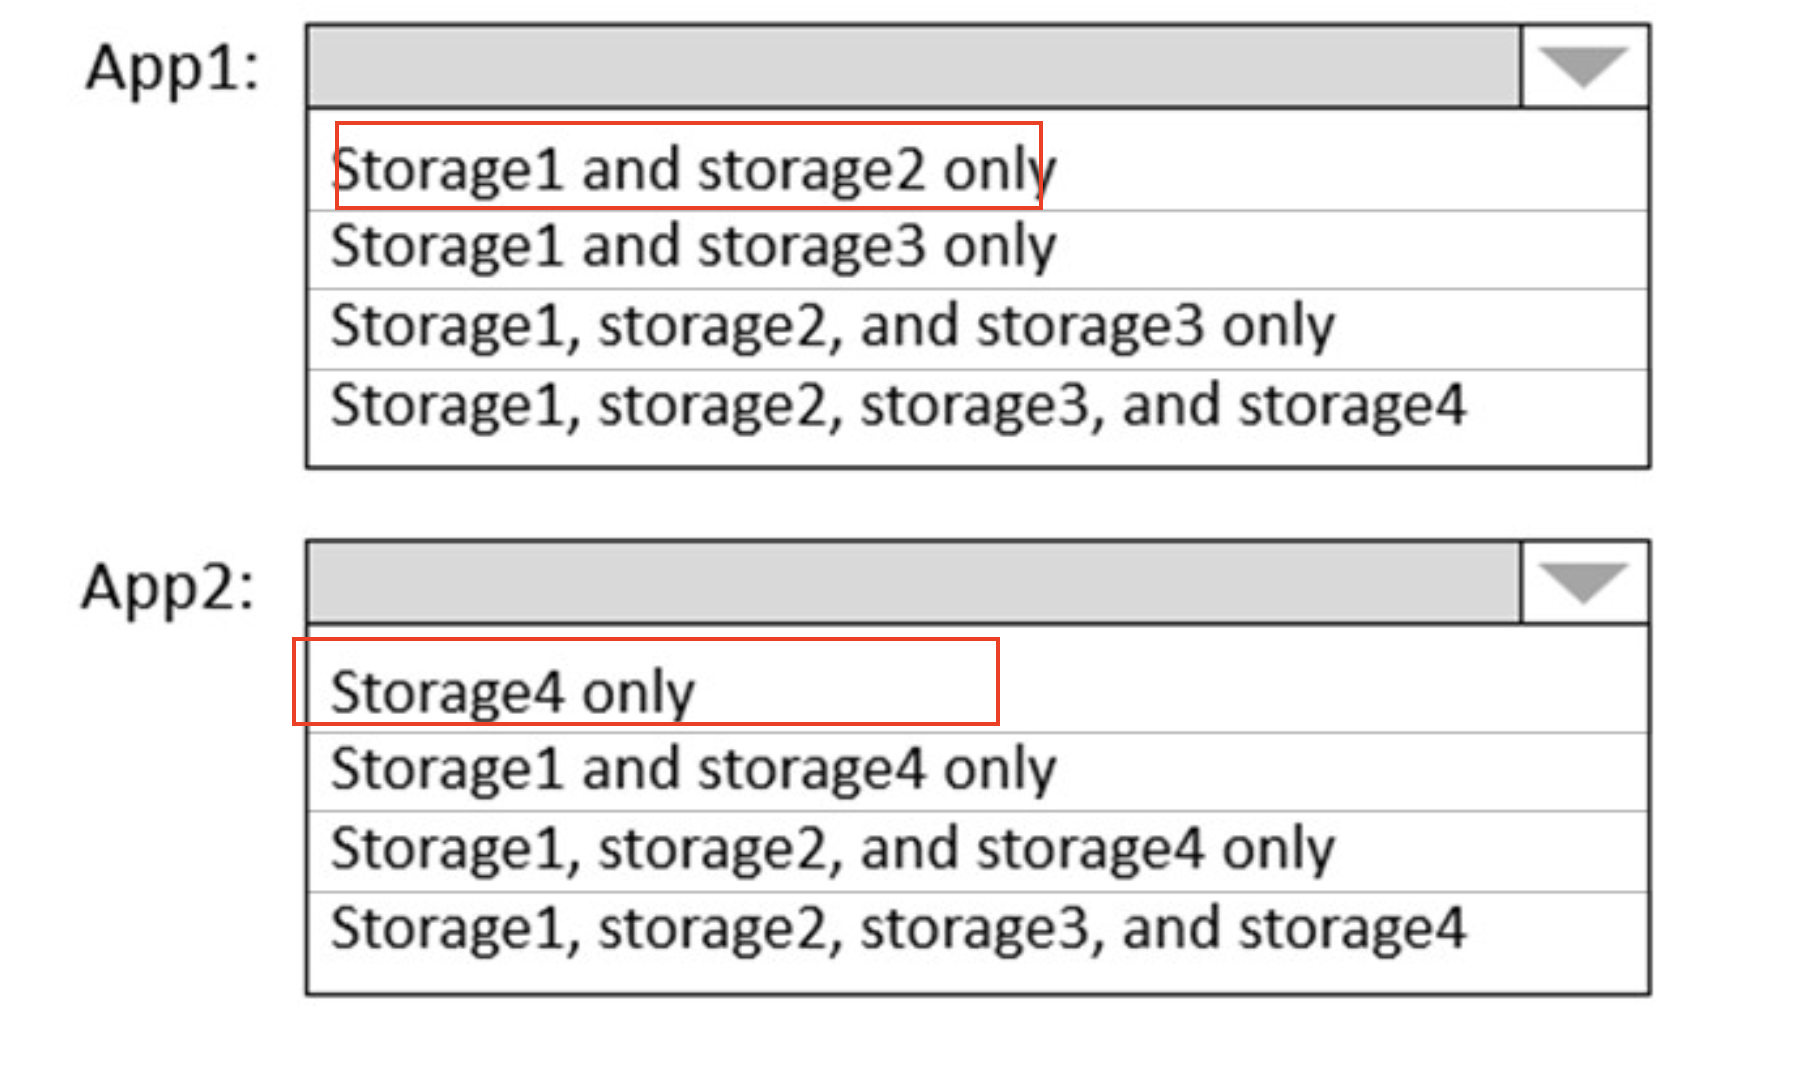 App1:
Storage1 and storage2 only
Storage1 and storage3 only
Storage1, storage2, and storage3 only
Storage1, storage2, storage3, and storage4
App2:
Storage4 only
Storage1 and storage4 only
Storage1, storage2, and storage4 only
Storage1, storage2, storage3, and storage4